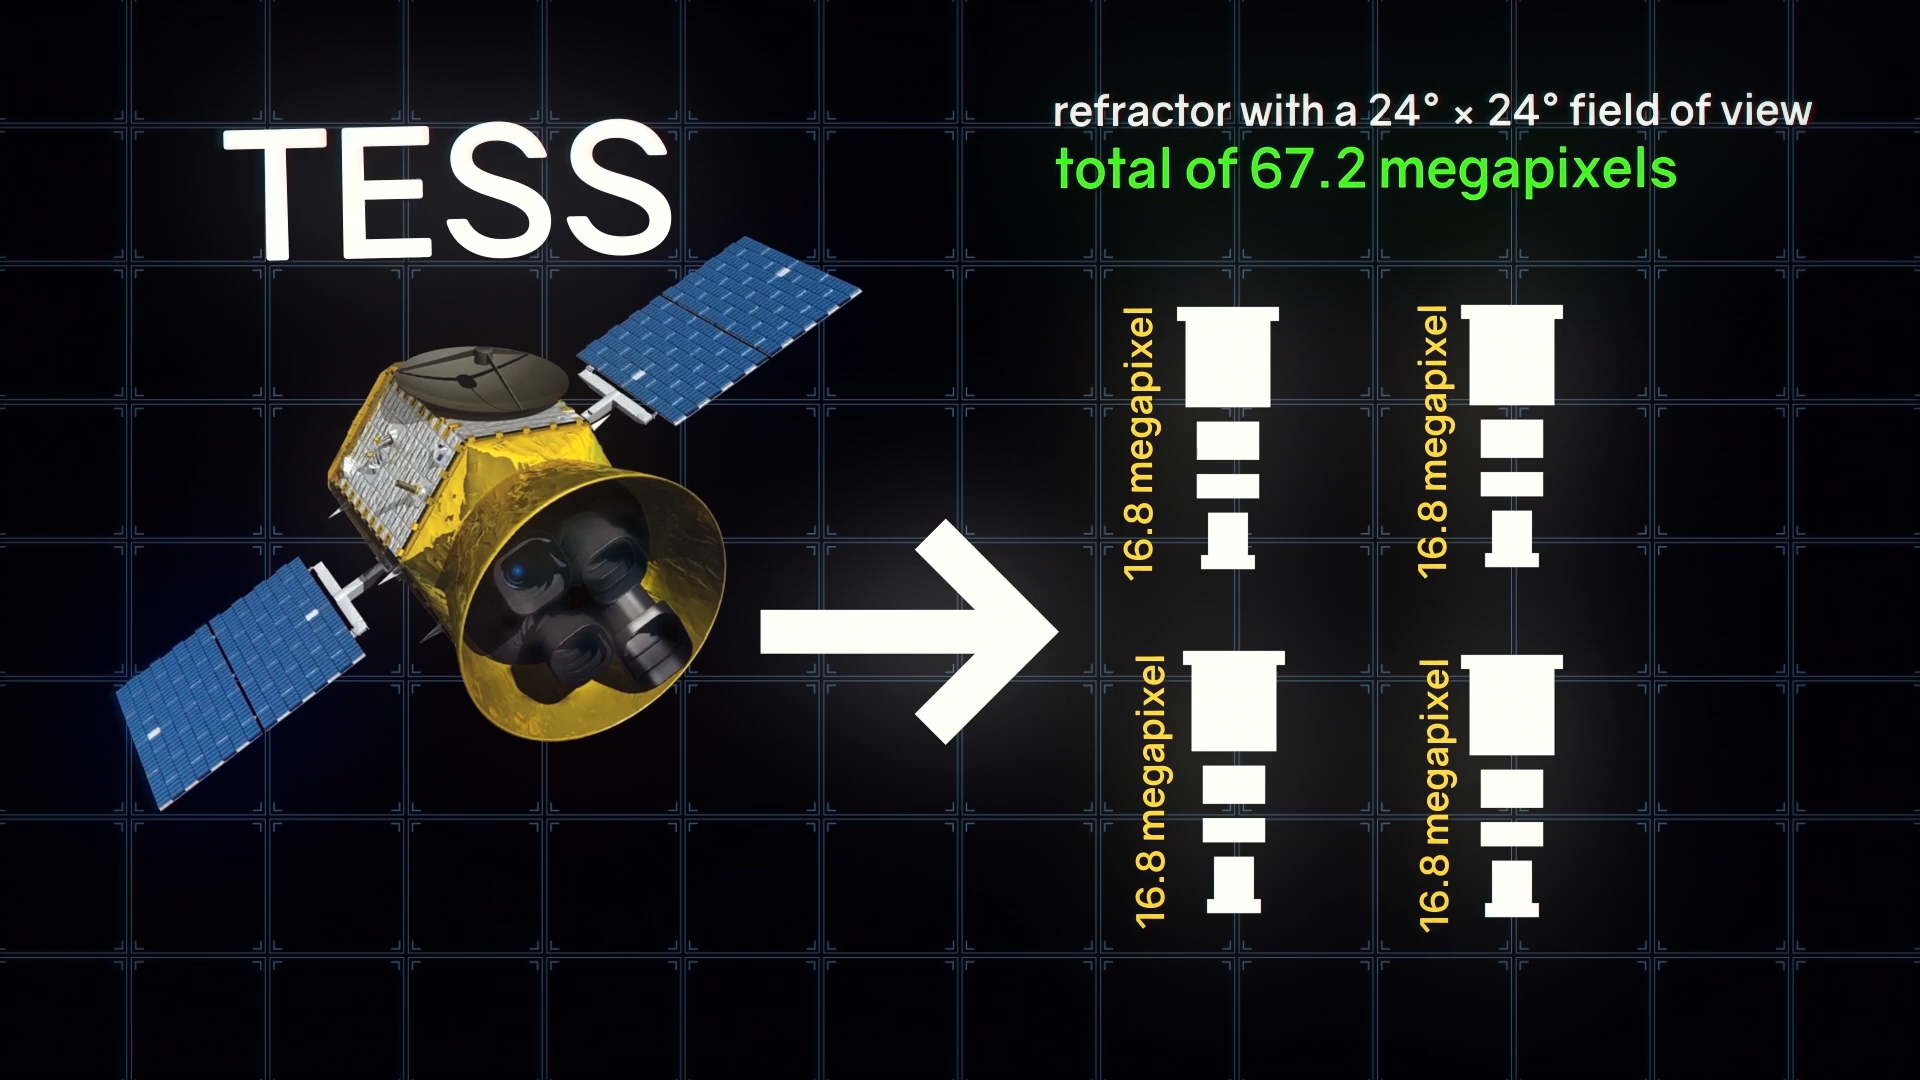 TESS
refractor with a 24° × 24° field of view
total of 67.2 megapixels
16.8 megapixel
16.8 megapixel
16.8 megapixel
16.8 megapixel